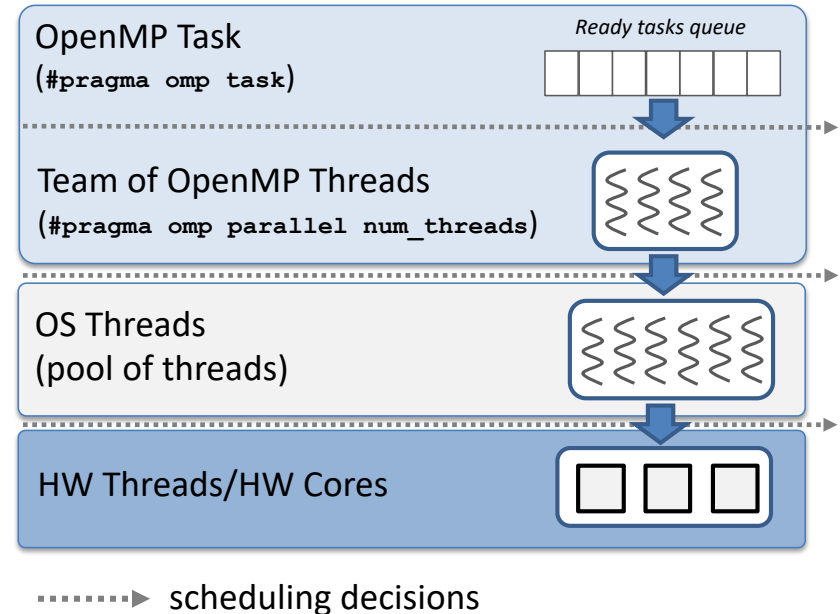 OpenMP Task
(#pragma omp task)
Ready tasks queue
Team of OpenMP Threads
(#pragma omp parallel num_threads)
OS Threads
(pool of threads)
HW Threads/HW Cores
scheduling decisions